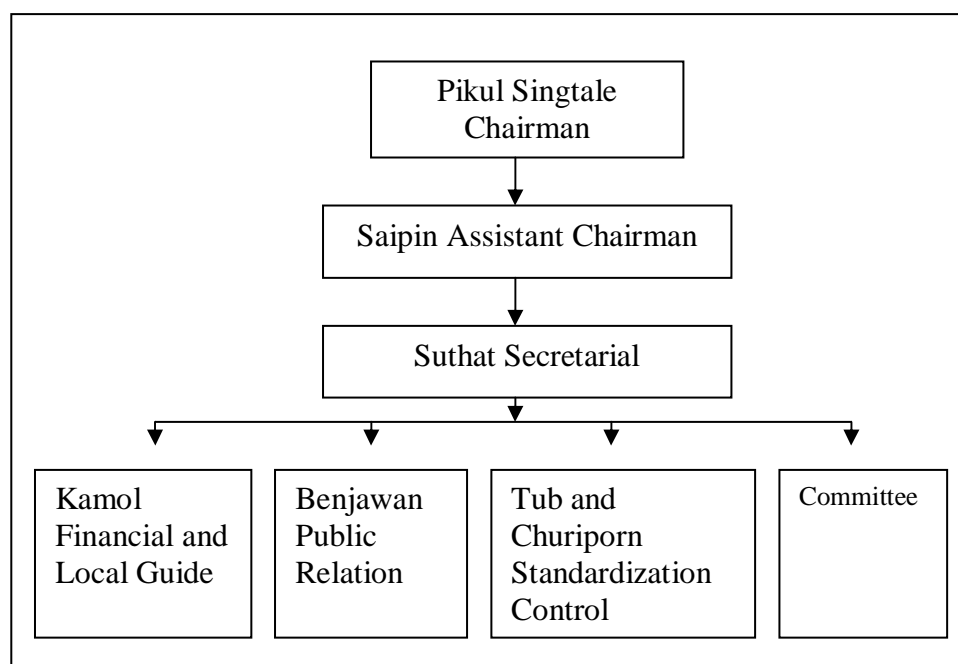 Pikul Singtale
Chairman
Saipin Assistant Chairman
Suthat Secretarial
Kamol
Financial and
Local Guide
Benjawan
Public
Relation
Tub and
Churiporn
Standardization
Control
Committee